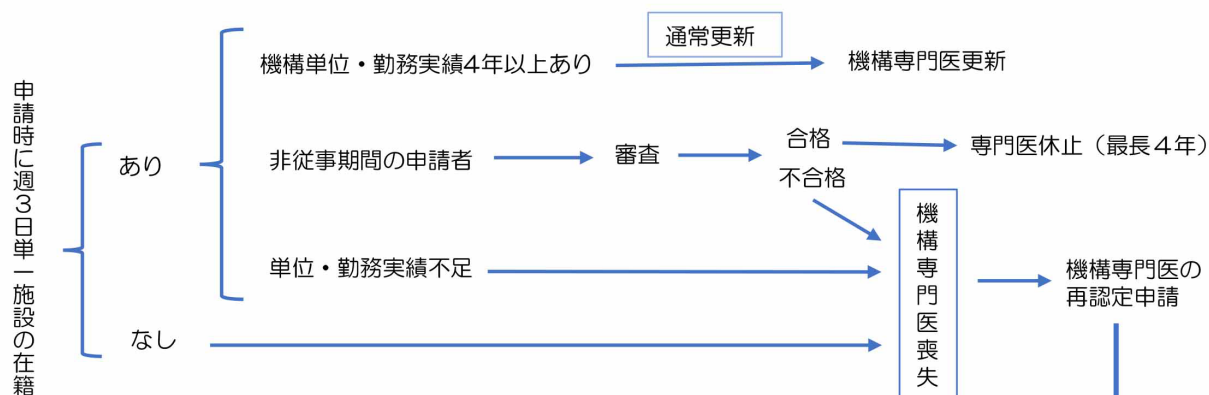 申請時に週３日単一施設の在籍
あり
なし
機構単位・勤務実績4年以上あり
通常更新
機構専門医更新
非従事期間の申請者
審査
合格
不合格
専門医休止（最長４年）
単位・勤務実績不足
機構専門医喪失
機構専門医の
再認定申請